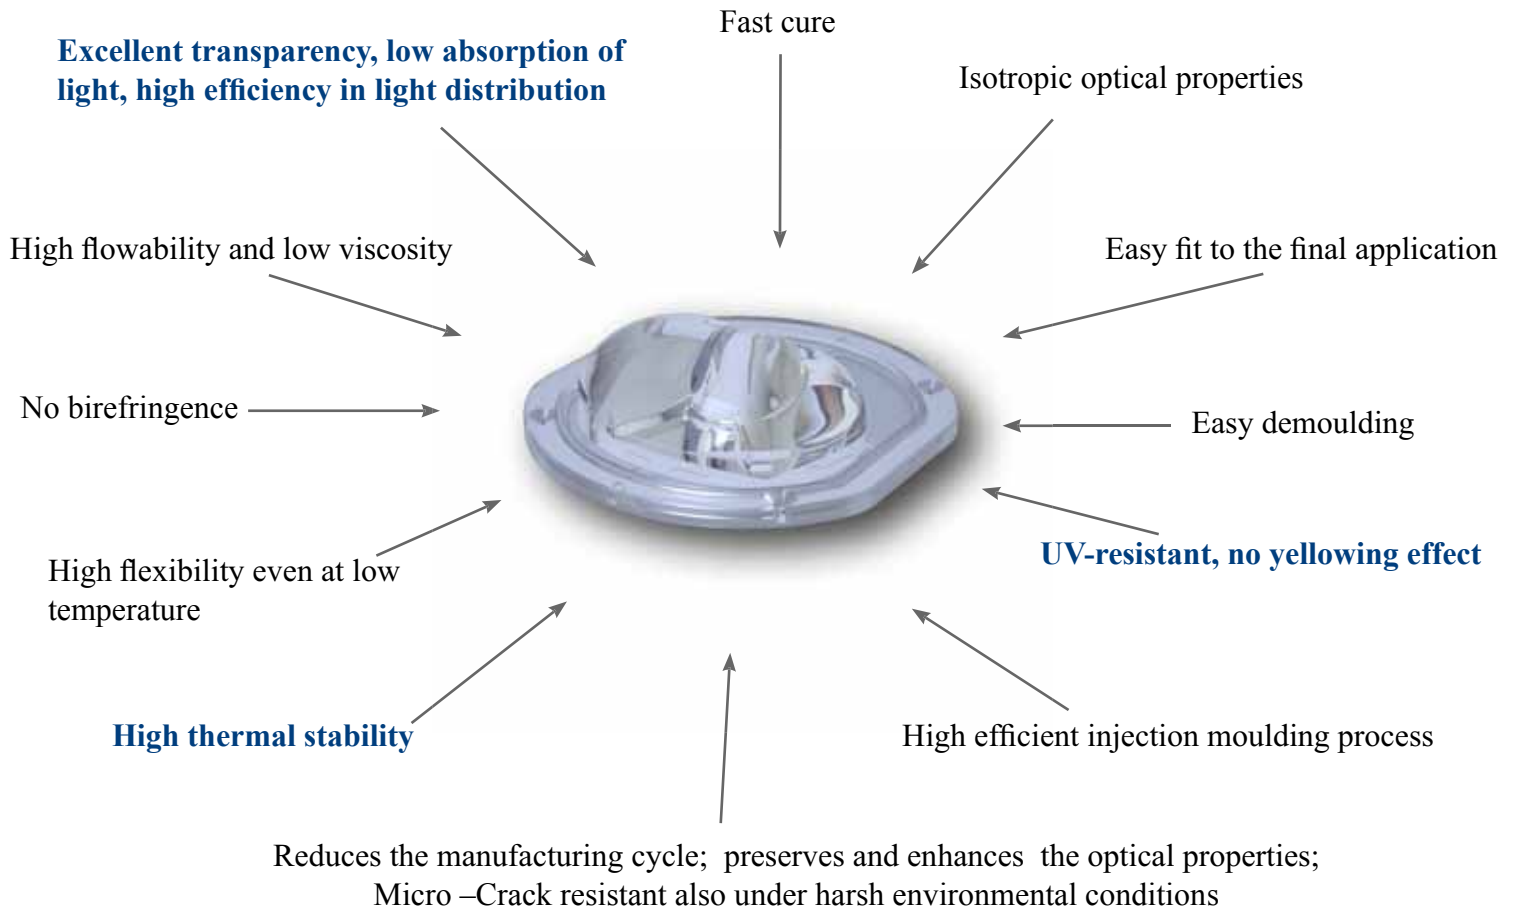 Fast cure
Excellent transparency, low absorption of
light, high efficiency in light distribution
Isotropic optical properties
High flowability and low viscosity
Easy fit to the final application
No birefringence
Easy demoulding
High flexibility even at low
temperature
UV-resistant, no yellowing effect
High thermal stability
High efficient injection moulding process
Reduces the manufacturing cycle;  preserves and enhances  the optical properties;
Micro –Crack resistant also under harsh environmental conditions